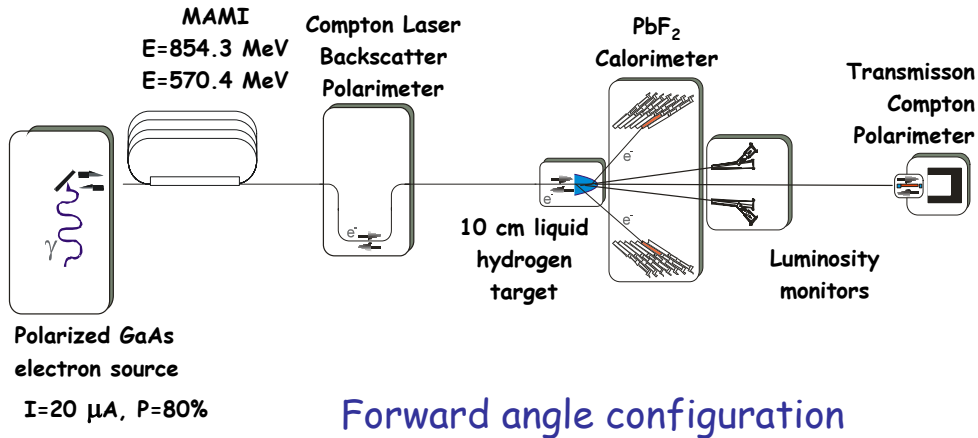 MAMI
E=854.3 MeV
E=570.4 MeV
Compton Laser
Backscatter
Polarimeter
PbF₂
Calorimeter
Transmisson
Compton
Polarimeter
γ
e⁻
e⁻
e⁻
e⁻
10 cm liquid
hydrogen
target
Luminosity
monitors
Polarized GaAs
electron source
I=20 μA, P=80%
Forward angle configuration